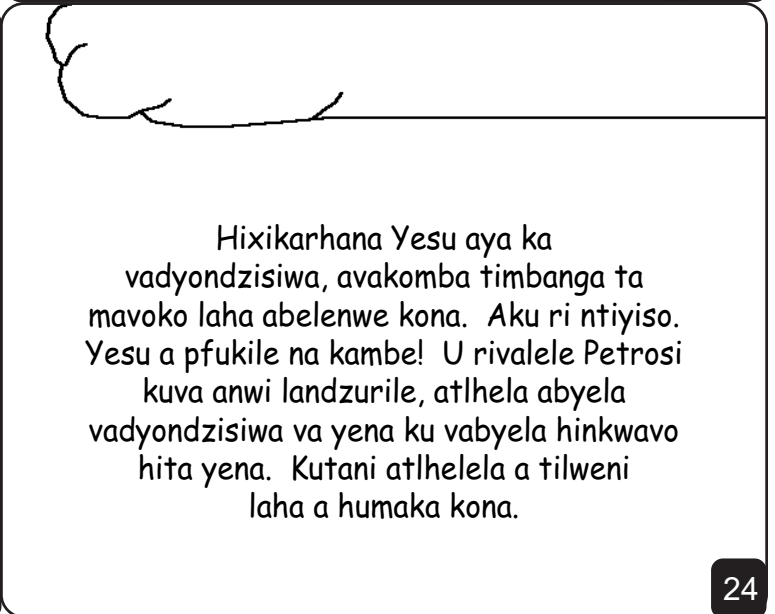 Hixikarhana Yesu aya ka
vadyondzisiwa, avakomba timbanga ta
mavoko laha abelenwe kona.  Aku ri ntiyiso.
Yesu a pfukile na kambe!  U rivalele Petrosi
kuva anwi landzurile, atlhela abyela
vadyondzisiwa va yena ku vabyela hinkwavo
hita yena.  Kutani atlhelela a tilweni
laha a humaka kona.
24